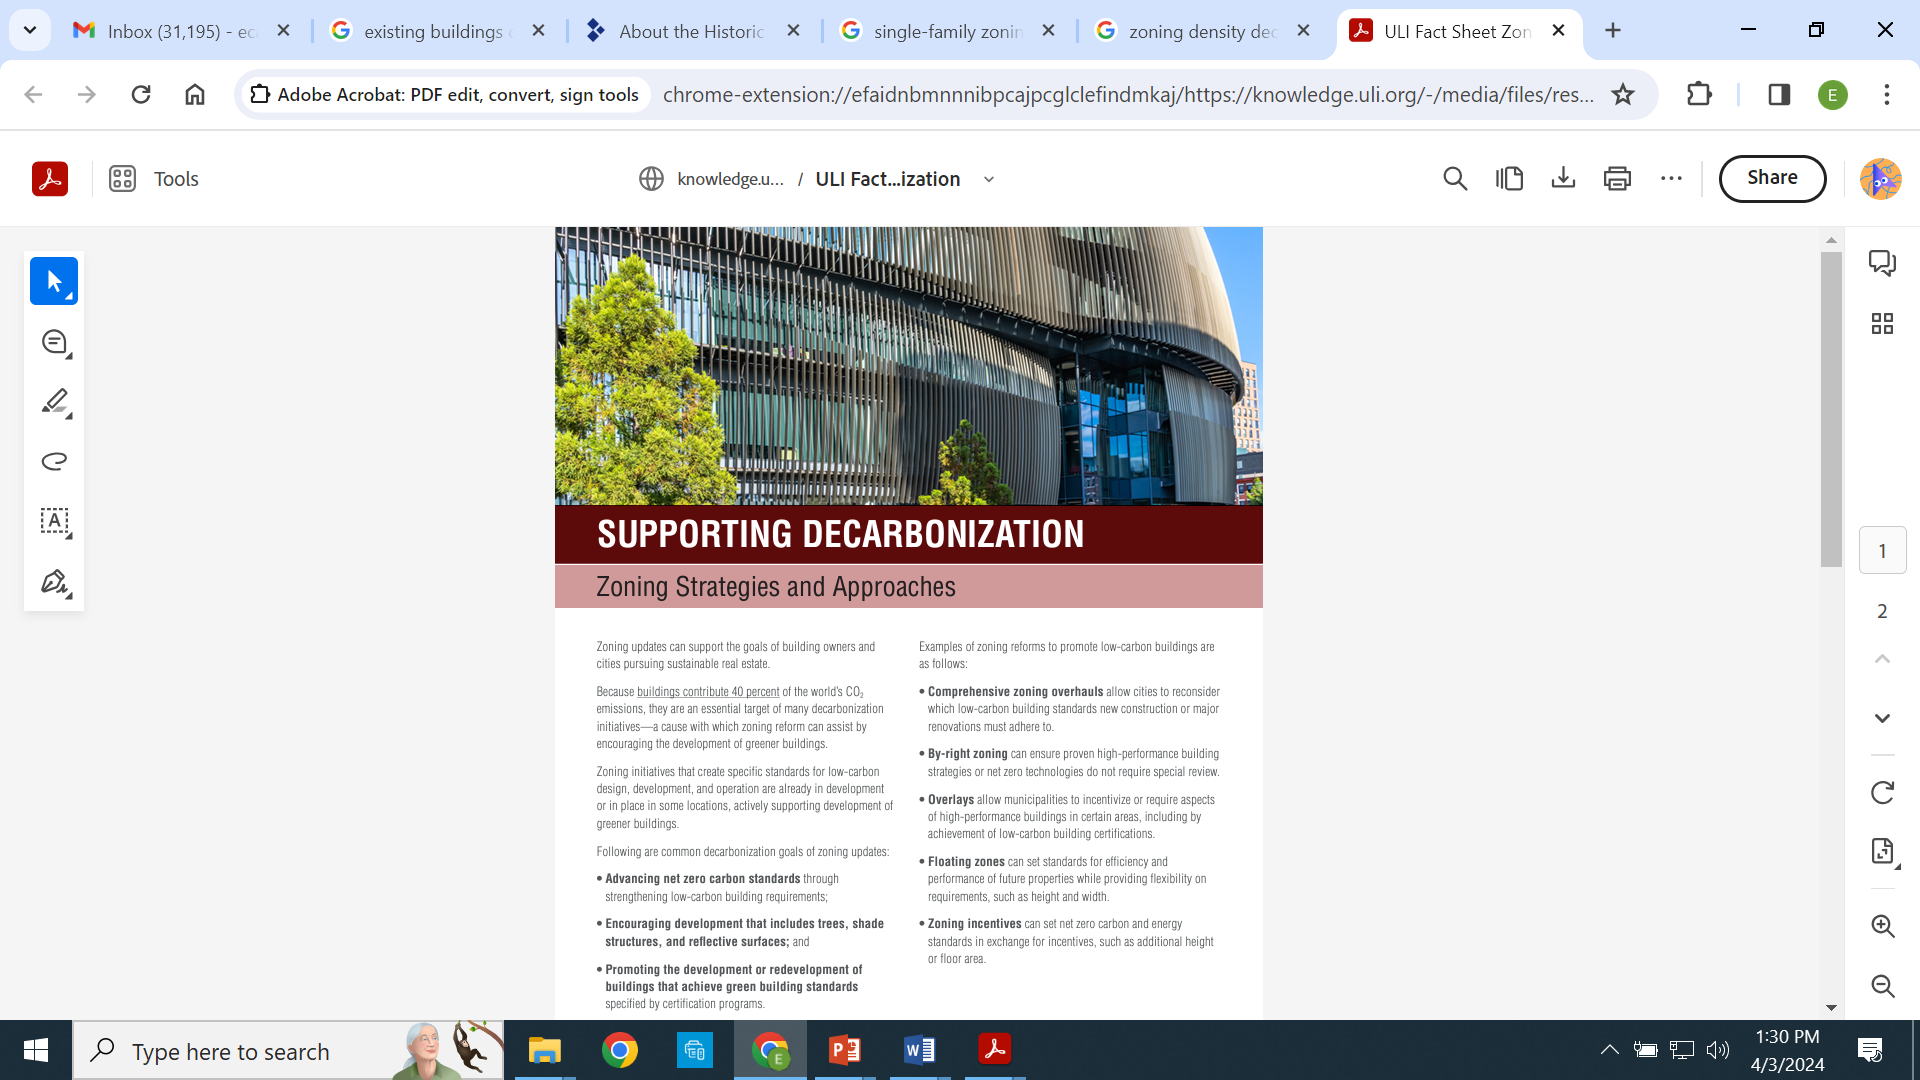 Inbox (31,195) - ec
existing buildings
About the Historic
single-family zonin
zoning density dec
ULI Fact Sheet Zon
Adobe Acrobat: PDF edit, convert, sign tools
chrome-extension://efaidnbmnnnibpcajpcglclefindmkaj/https://knowledge.uli.org/-/media/files/res...
E
Tools
knowledge.u... / ULI Fact...ization
Share
SUPPORTING DECARBONIZATION
Zoning Strategies and Approaches
Zoning updates can support the goals of building owners and
cities pursuing sustainable real estate.
Because buildings contribute 40 percent of the world's CO₂
emissions, they are an essential target of many decarbonization
initiatives—a cause with which zoning reform can assist by
encouraging the development of greener buildings.
Zoning initiatives that create specific standards for low-carbon
design, development, and operation are already in development
or in place in some locations, actively supporting development of
greener buildings.
Following are common decarbonization goals of zoning updates:
• Advancing net zero carbon standards through
strengthening low-carbon building requirements;
• Encouraging development that includes trees, shade
structures, and reflective surfaces; and
• Promoting the development or redevelopment of
buildings that achieve green building standards
specified by certification programs.
Examples of zoning reforms to promote low-carbon buildings are
as follows:
• Comprehensive zoning overhauls allow cities to reconsider
which low-carbon building standards new construction or major
renovations must adhere to.
• By-right zoning can ensure proven high-performance building
strategies or net zero technologies do not require special review.
• Overlays allow municipalities to incentivize or require aspects
of high-performance buildings in certain areas, including by
achievement of low-carbon building certifications.
• Floating zones can set standards for efficiency and
performance of future properties while providing flexibility on
requirements, such as height and width.
• Zoning incentives can set net zero carbon and energy
standards in exchange for incentives, such as additional height
or floor area.
1
2
Type here to search
E
1:30 PM
4/3/2024